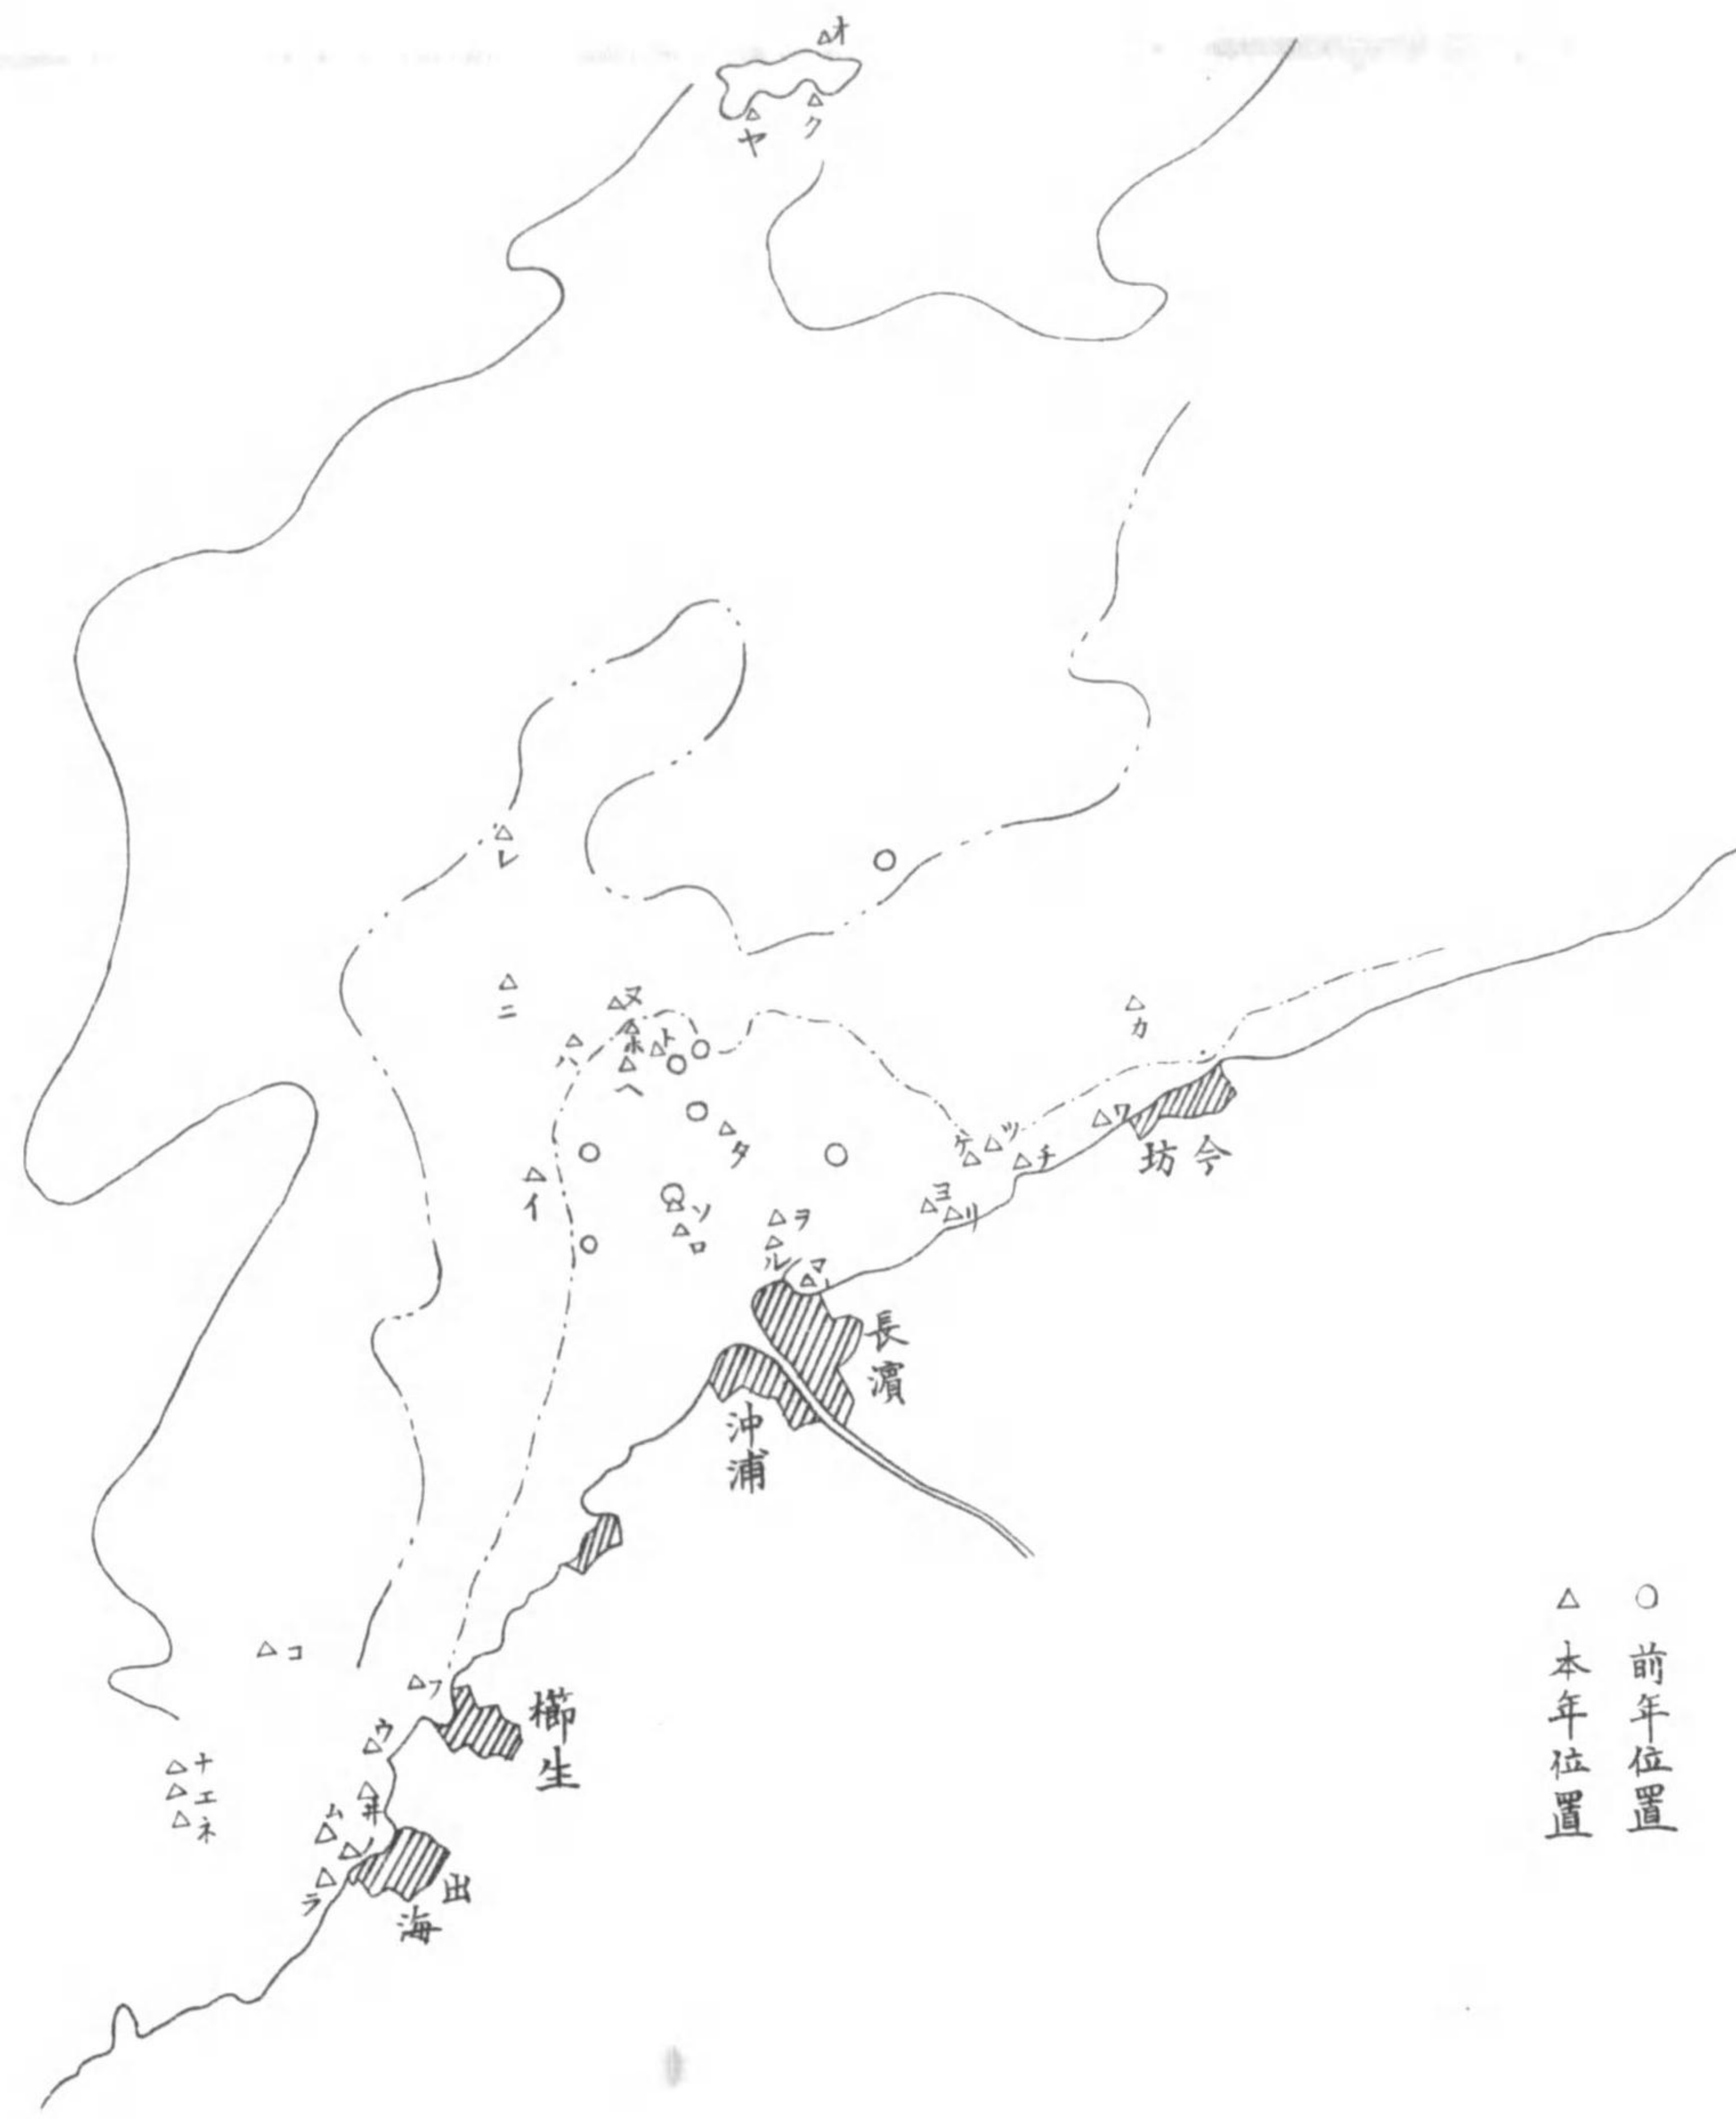 オ
ク
ヤ
レ
ニ
ヌ
ホ
ト
ハ
ヘ
カ
タ
イ
ソ
ロ
ヲ
ル
マ
ケ
ツ
チ
ワ
ヨ
リ
今坊
長濱
沖浦
コ
フ
櫛生
ウ
ナ
エ
ネ
ヰ
ム
ノ
ラ
出海
○前年位置
△本年位置